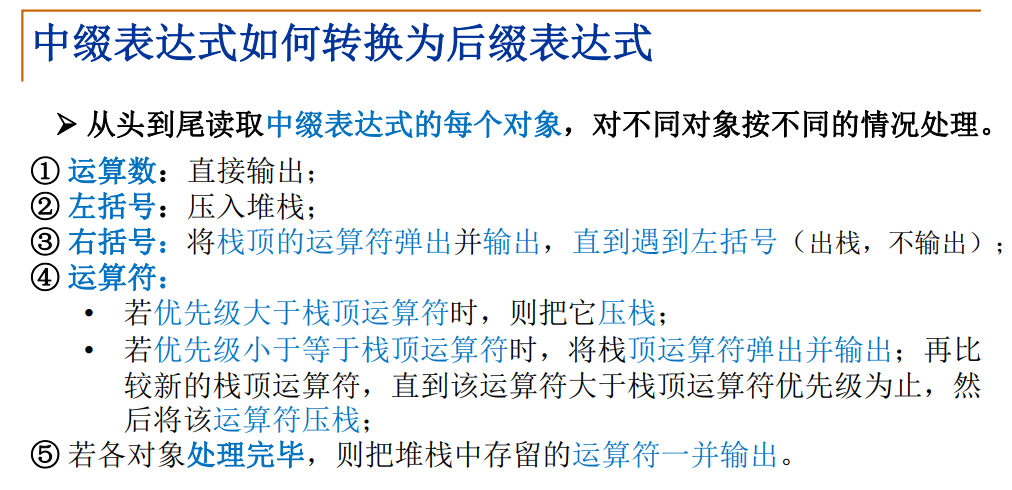 中缀表达式如何转换为后缀表达式
➢ 从头到尾读取中缀表达式的每个对象，对不同对象按不同的情况处理。
① 运算数：直接输出；
② 左括号：压入堆栈；
③ 右括号：将栈顶的运算符弹出并输出，直到遇到左括号（出栈，不输出）；
④ 运算符：
• 若优先级大于栈顶运算符时，则把它压栈；
• 若优先级小于等于栈顶运算符时，将栈顶运算符弹出并输出；再比
较新的栈顶运算符，直到该运算符大于栈顶运算符优先级为止，然
后将该运算符压栈；
⑤ 若各对象处理完毕，则把堆栈中存留的运算符一并输出。